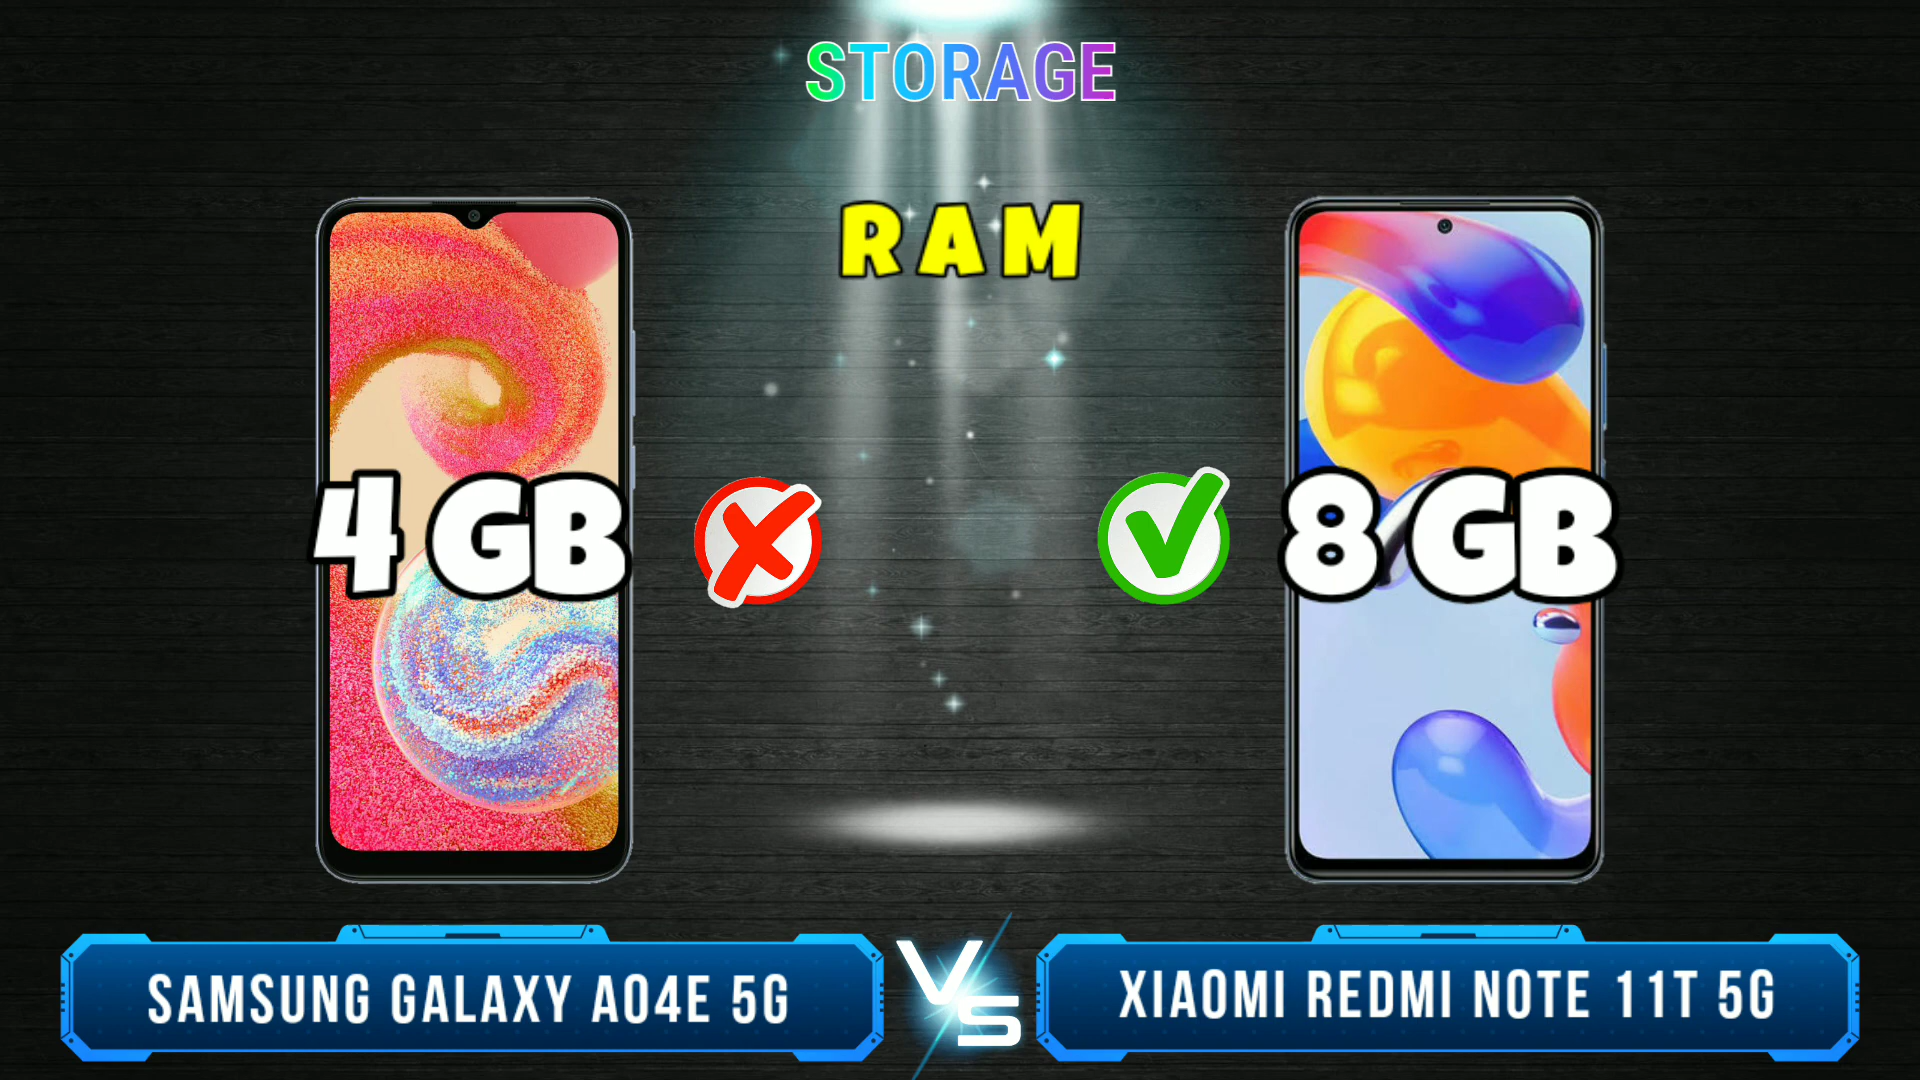 STORAGE
RAM
4 GB
8 GB
SAMSUNG GALAXY A04E 5G
VS
XIAOMI REDMI NOTE 11T 5G